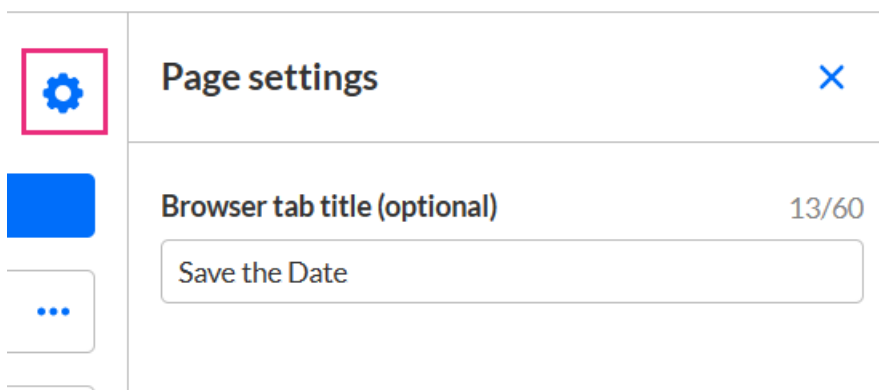 Page settings
Browser tab title (optional) 13/60
Save the Date